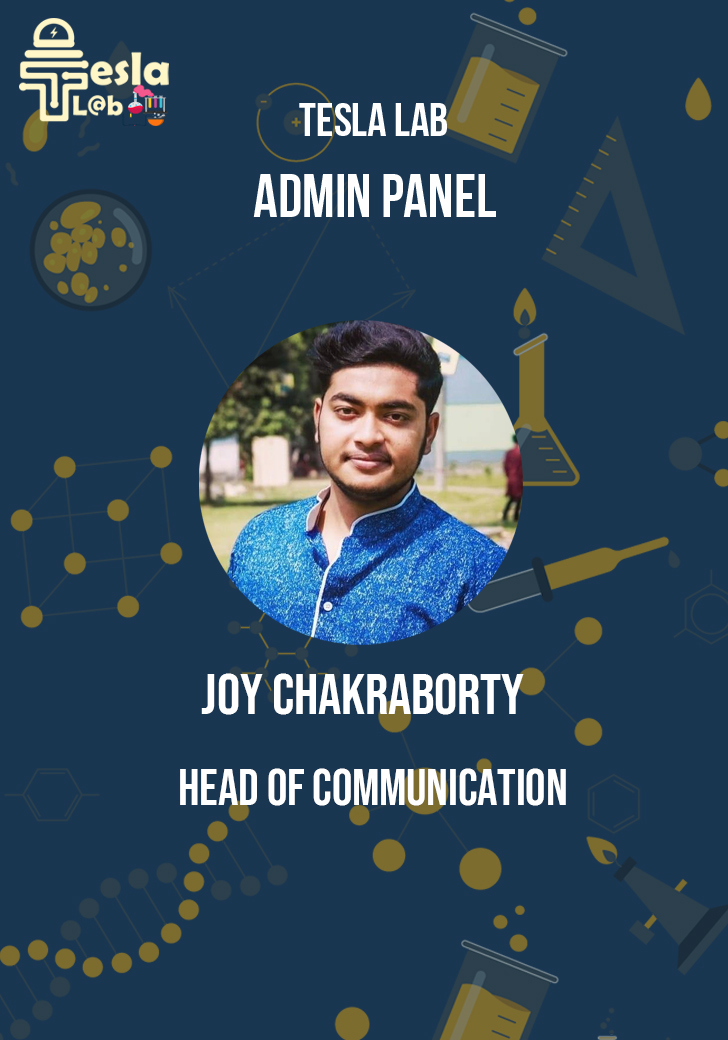 Tesla
L@b
TESLA LAB
ADMIN PANEL
JOY CHAKRABORTY
HEAD OF COMMUNICATION